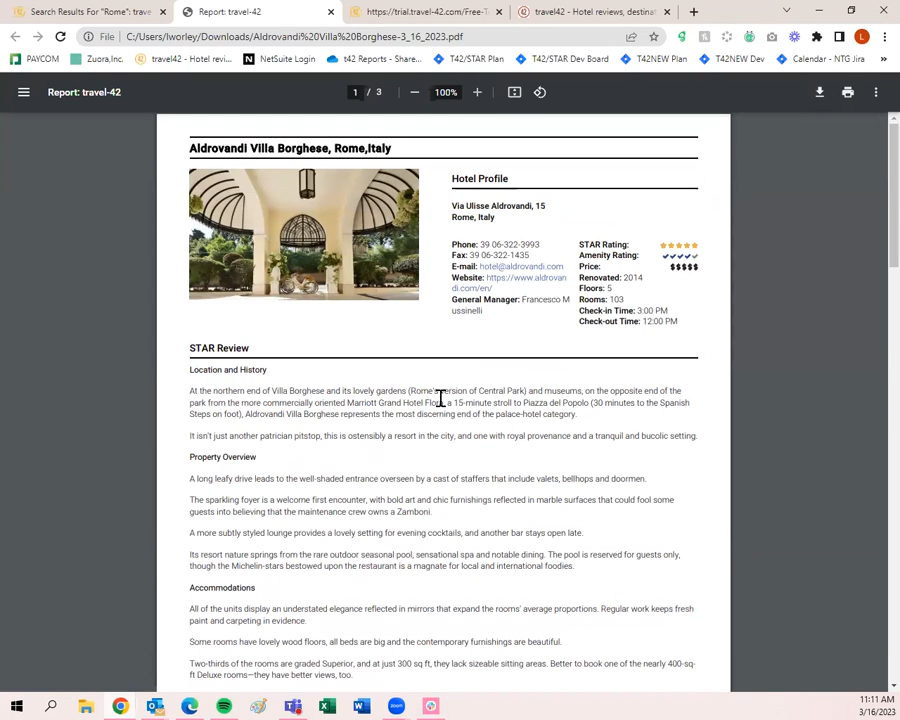 Search Results For "Rome": trave
Report: travel-42
https://trial.travel-42.com/Free-T
travel42 - Hotel reviews, destinat
File
C:/Users/lworley/Downloads/Aldrovandi%20Villa%20Borghese-3_16_2023.pdf
L
PAYCOM
Zuora,Inc.
travel42 - Hotel revi...
NetSuite Login
t42 Reports - Share...
T42/STAR Plan
T42/STAR Dev Board
T42NEW Plan
T42NEW Dev
Calendar - NTG Jira
»
Report: travel-42
1 / 3
100%
Aldrovandi Villa Borghese, Rome,Italy
Hotel Profile
Via Ulisse Aldrovandi, 15
Rome, Italy
Phone: 39 06-322-3993
Fax: 39 06-322-1435
E-mail: hotel@aldrovandi.com
Website: https://www.aldrovan
di.com/en/
General Manager: Francesco M
ussinelli
STAR Rating:
Amenity Rating:
Price: $$$$$
Renovated: 2014
Floors: 5
Rooms: 103
Check-in Time: 3:00 PM
Check-out Time: 12:00 PM
STAR Review
Location and History
At the northern end of Villa Borghese and its lovely gardens (Rome's version of Central Park) and museums, on the opposite end of the
park from the more commercially oriented Marriott Grand Hotel Flora, a 15-minute stroll to Piazza del Popolo (30 minutes to the Spanish
Steps on foot), Aldrovandi Villa Borghese represents the most discerning end of the palace-hotel category.
It isn't just another patrician pitstop, this is ostensibly a resort in the city, and one with royal provenance and a tranquil and bucolic setting.
Property Overview
A long leafy drive leads to the well-shaded entrance overseen by a cast of staffers that include valets, bellhops and doormen.
The sparkling foyer is a welcome first encounter, with bold art and chic furnishings reflected in marble surfaces that could fool some
guests into believing that the maintenance crew owns a Zamboni.
A more subtly styled lounge provides a lovely setting for evening cocktails, and another bar stays open late.
Its resort nature springs from the rare outdoor seasonal pool, sensational spa and notable dining. The pool is reserved for guests only,
though the Michelin-stars bestowed upon the restaurant is a magnate for local and international foodies.
Accommodations
All of the units display an understated elegance reflected in mirrors that expand the rooms' average proportions. Regular work keeps fresh
paint and carpeting in evidence.
Some rooms have lovely wood floors, all beds are big and the contemporary furnishings are beautiful.
Two-thirds of the rooms are graded Superior, and at just 300 sq ft, they lack sizeable sitting areas. Better to book one of the nearly 400-sq-
ft Deluxe rooms—they have better views, too.
zoom
11:11 AM
3/16/2023